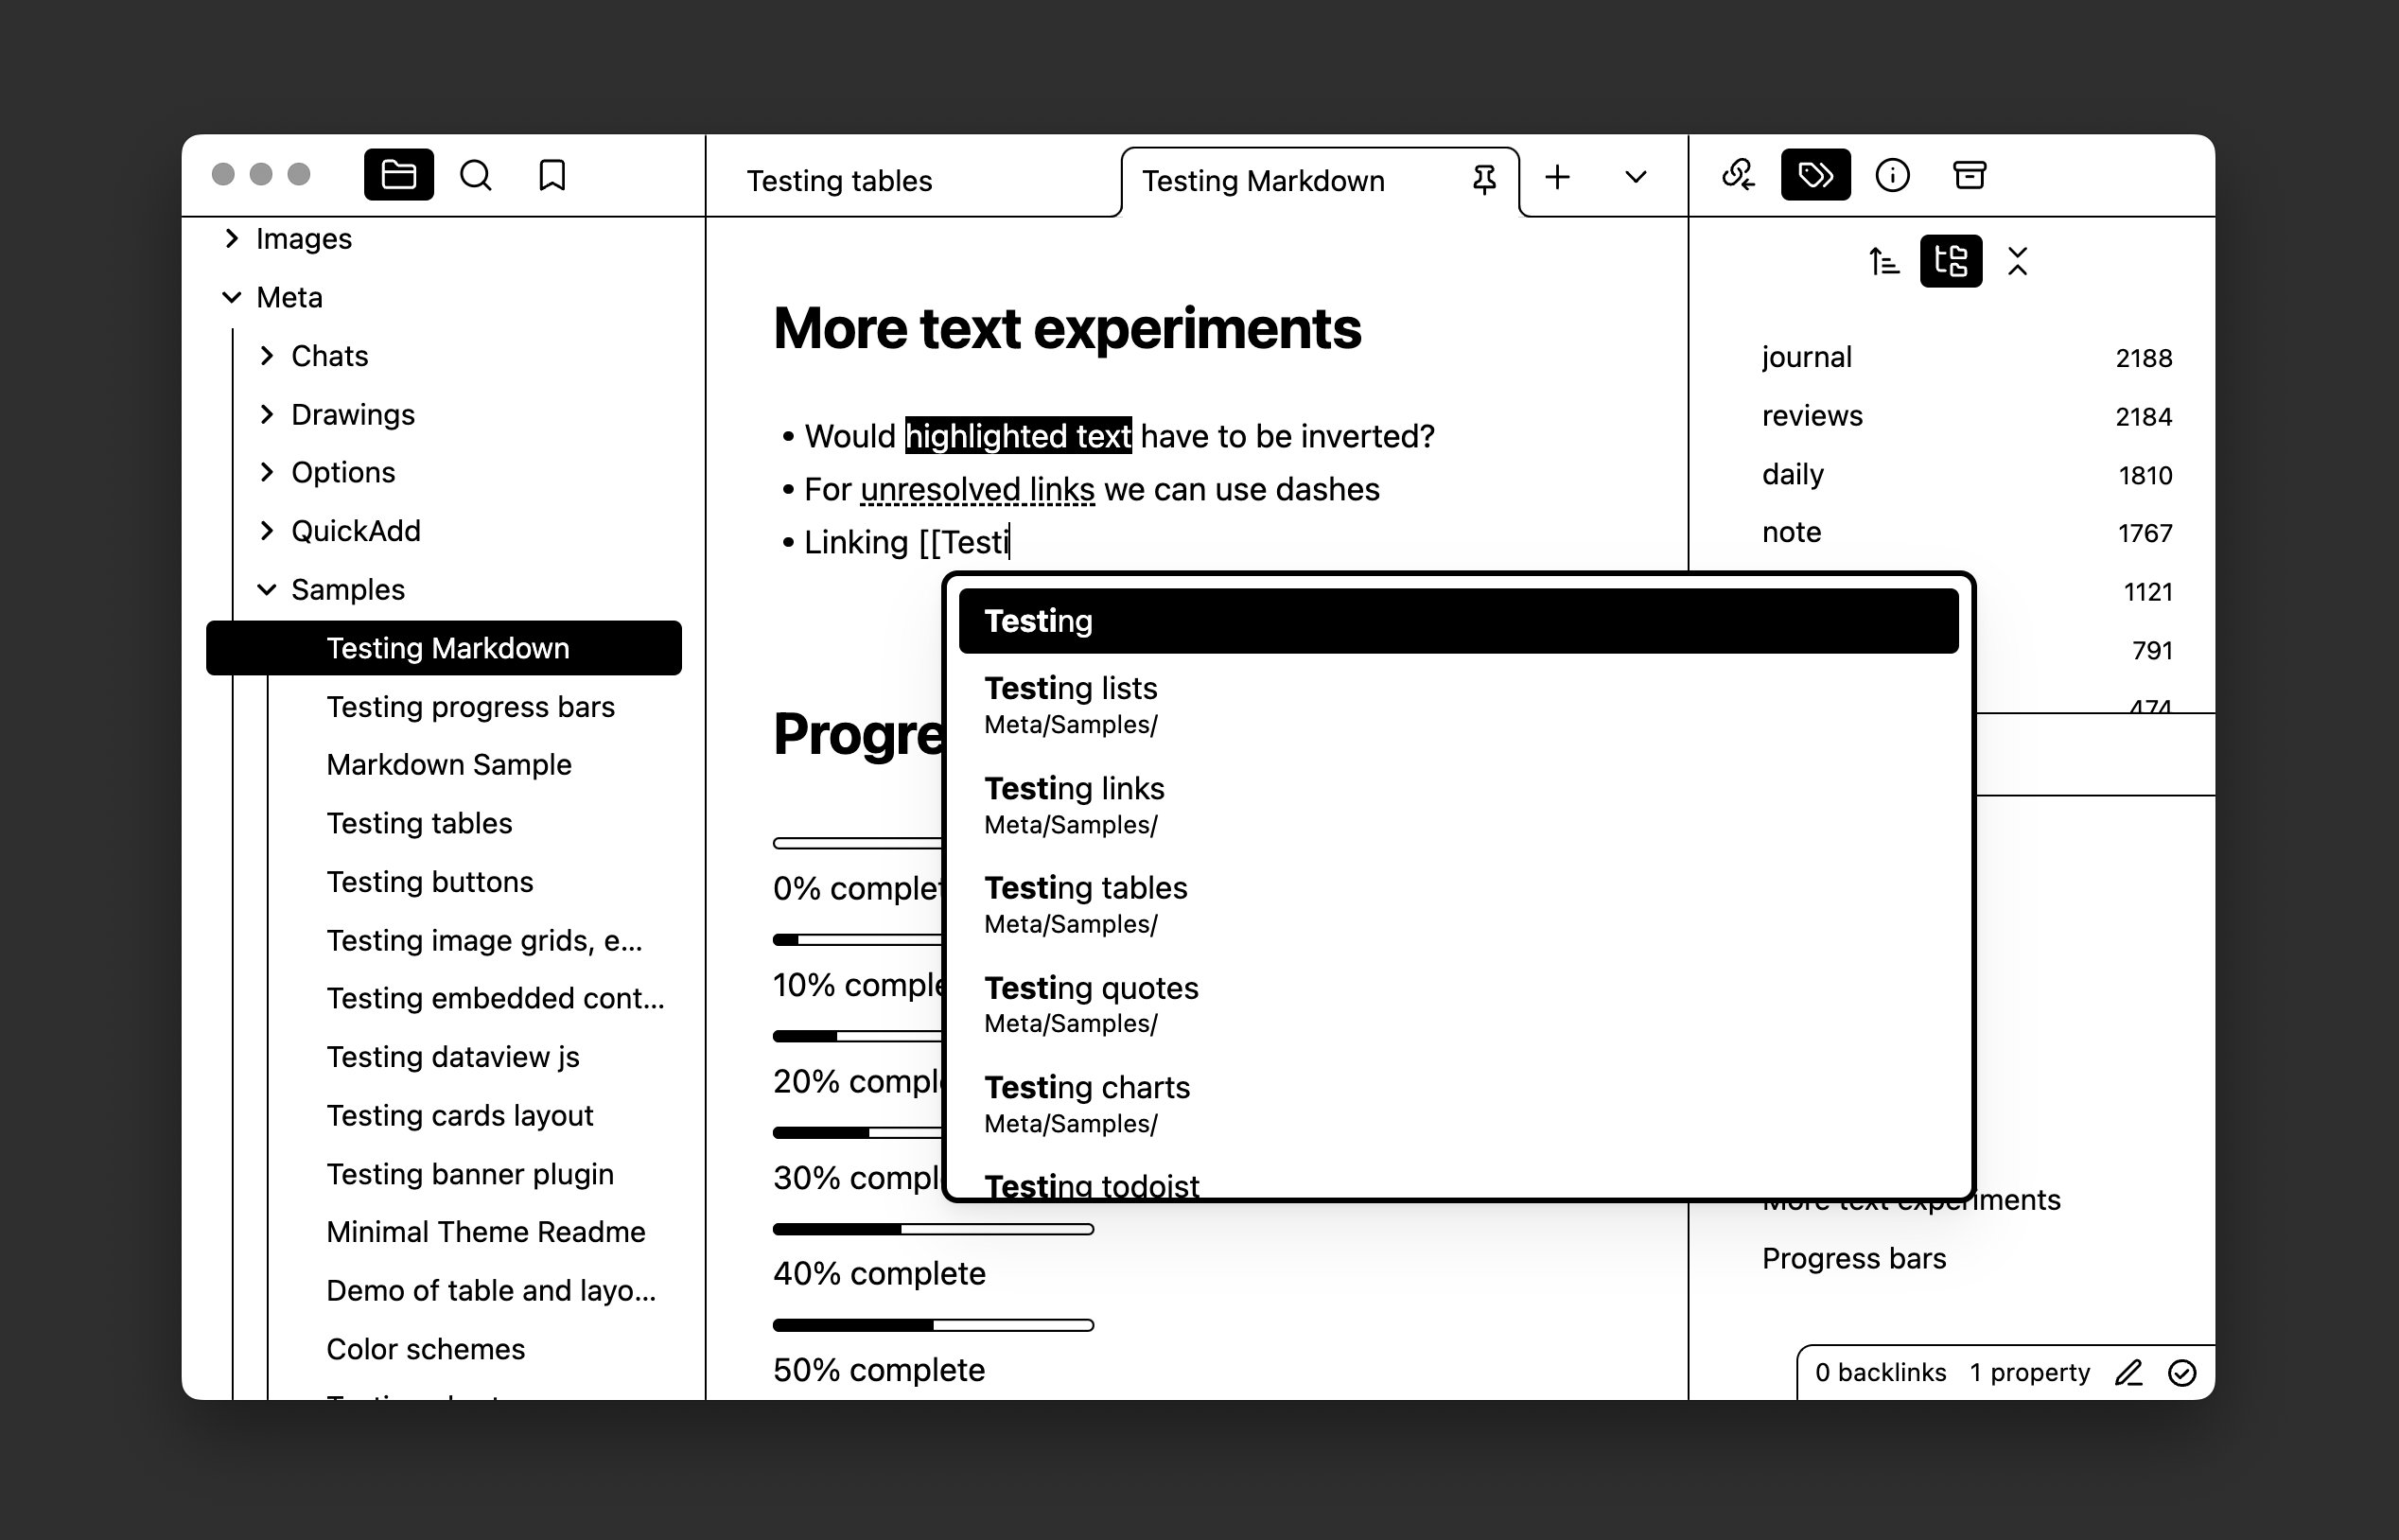 Testing tables
Testing Markdown
Images
Meta
Chats
Drawings
Options
QuickAdd
Samples
Testing Markdown
Testing progress bars
Markdown Sample
Testing tables
Testing buttons
Testing image grids, e...
Testing embedded cont...
Testing dataview js
Testing cards layout
Testing banner plugin
Minimal Theme Readme
Demo of table and layo...
Color schemes
More text experiments
• Would highlighted text have to be inverted?
• For unresolved links we can use dashes
• Linking [[Testi
Testing
Testing lists
Meta/Samples/
Testing links
Meta/Samples/
Testing tables
Meta/Samples/
Testing quotes
Meta/Samples/
Testing charts
Meta/Samples/
Testing todoist
Progre
0% complet
10% comple
20% compl
30% compl
40% complete
50% complete
journal 2188
reviews 2184
daily 1810
note 1767
1121
791
474
More text experiments
Progress bars
0 backlinks 1 property